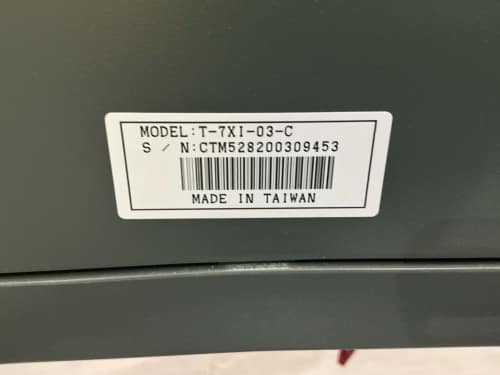 MODEL:T-7XI-03-C
S / N:CTM528200309453
MADE IN TAIWAN